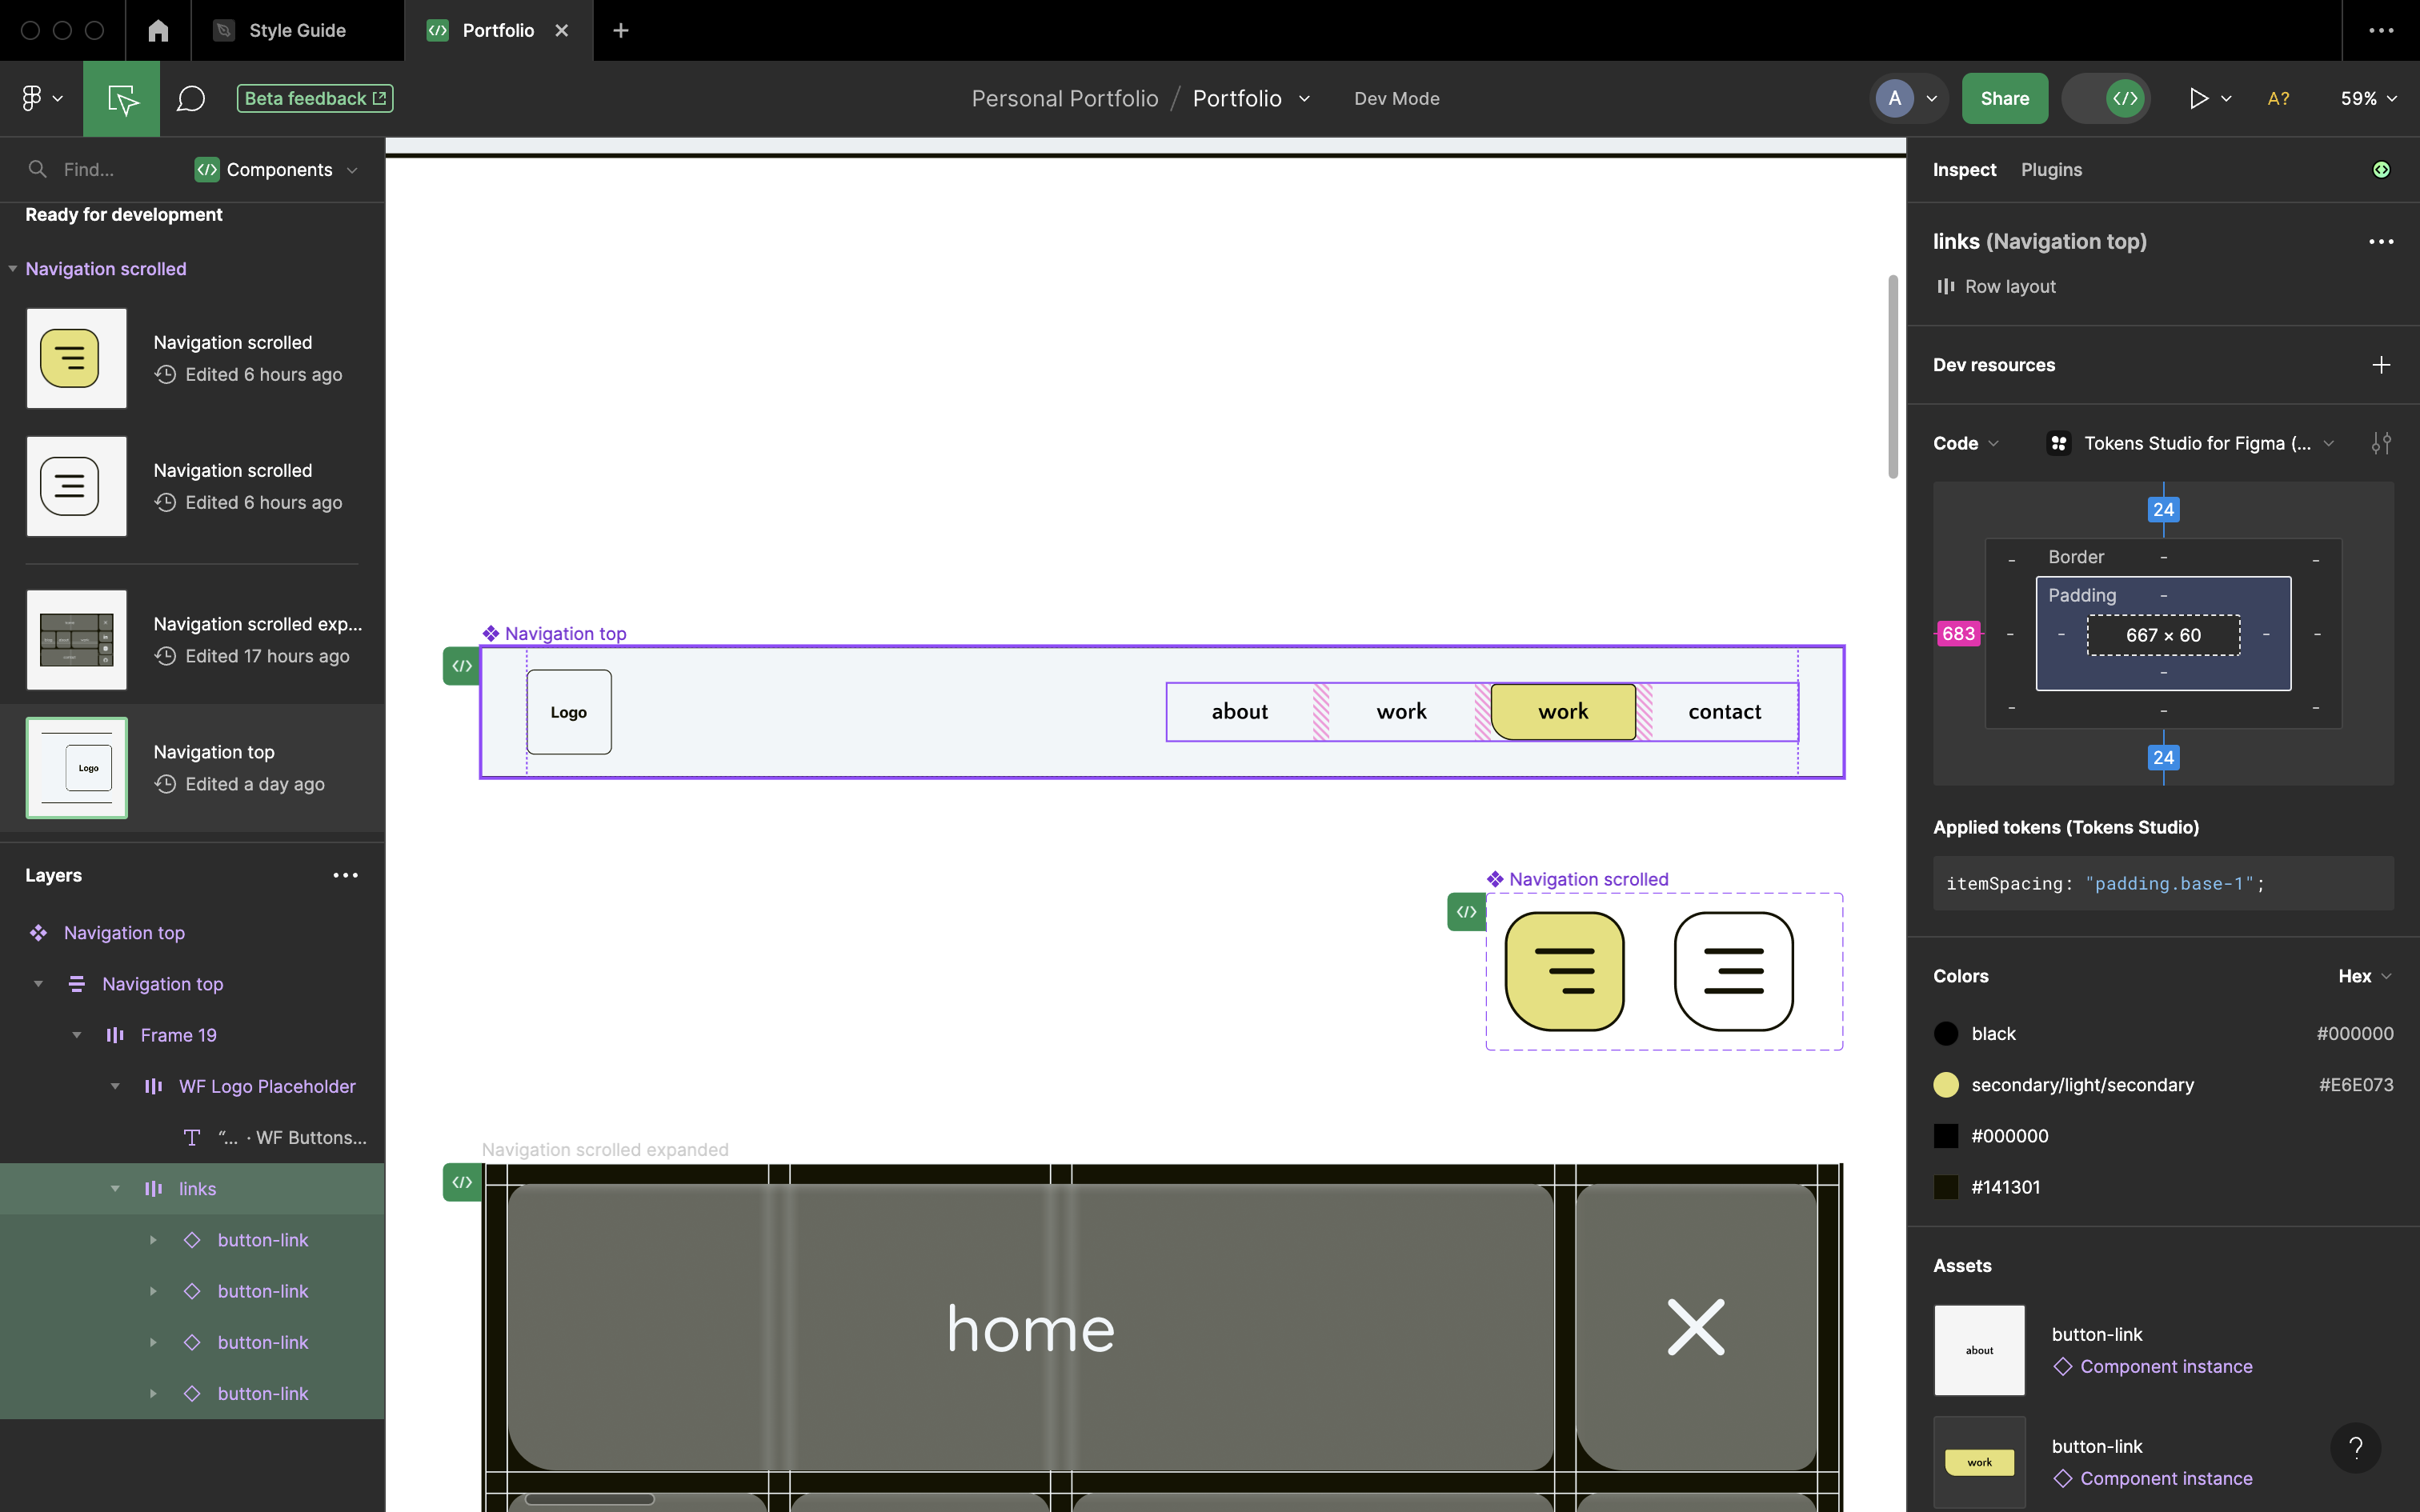 Style Guide
Portfolio
Beta feedback
Personal Portfolio / Portfolio
Dev Mode
A
Share
A?
59%
Find...
Components
Ready for development
Navigation scrolled
Navigation scrolled
Edited 6 hours ago
Navigation scrolled
Edited 6 hours ago
Navigation scrolled exp...
Edited 17 hours ago
Logo
Navigation top
Edited a day ago
Layers
Navigation top
Navigation top
Frame 19
WF Logo Placeholder
“... · WF Buttons...
links
button-link
button-link
button-link
button-link
Navigation top
Logo
about
work
work
contact
Navigation scrolled
Navigation scrolled expanded
home
Inspect
Plugins
links (Navigation top)
Row layout
Dev resources
Code
Tokens Studio for Figma (...
24
Border
-
Padding
-
683
667 × 60
24
Applied tokens (Tokens Studio)
itemSpacing: "padding.base-1";
Colors
Hex
black
#000000
secondary/light/secondary
#E6E073
#000000
#141301
Assets
about
button-link
Component instance
work
button-link
Component instance
?